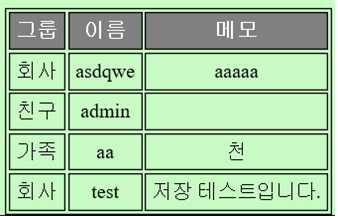 그룹 이름 메모
회사 asdqwe aaaaa
친구 admin
가족 aa 천
회사 test 저장 테스트입니다.